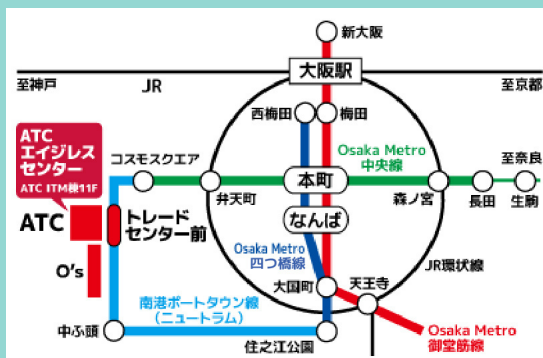 新大阪
大阪駅
至神戸
JR
至京都
西梅田
梅田
ATC
エイジレス
センター
ATC ITM棟11F
コスモスクエア
Osaka Metro
中央線
至奈良
弁天町
本町
森ノ宮
長田
生駒
ATC
トレード
センター前
なんば
O's
Osaka Metro
四つ橋線
JR環状線
大国町
天王寺
南港ポートタウン線
(ニュートラム)
中ふ頭
住之江公園
Osaka Metro
御堂筋線